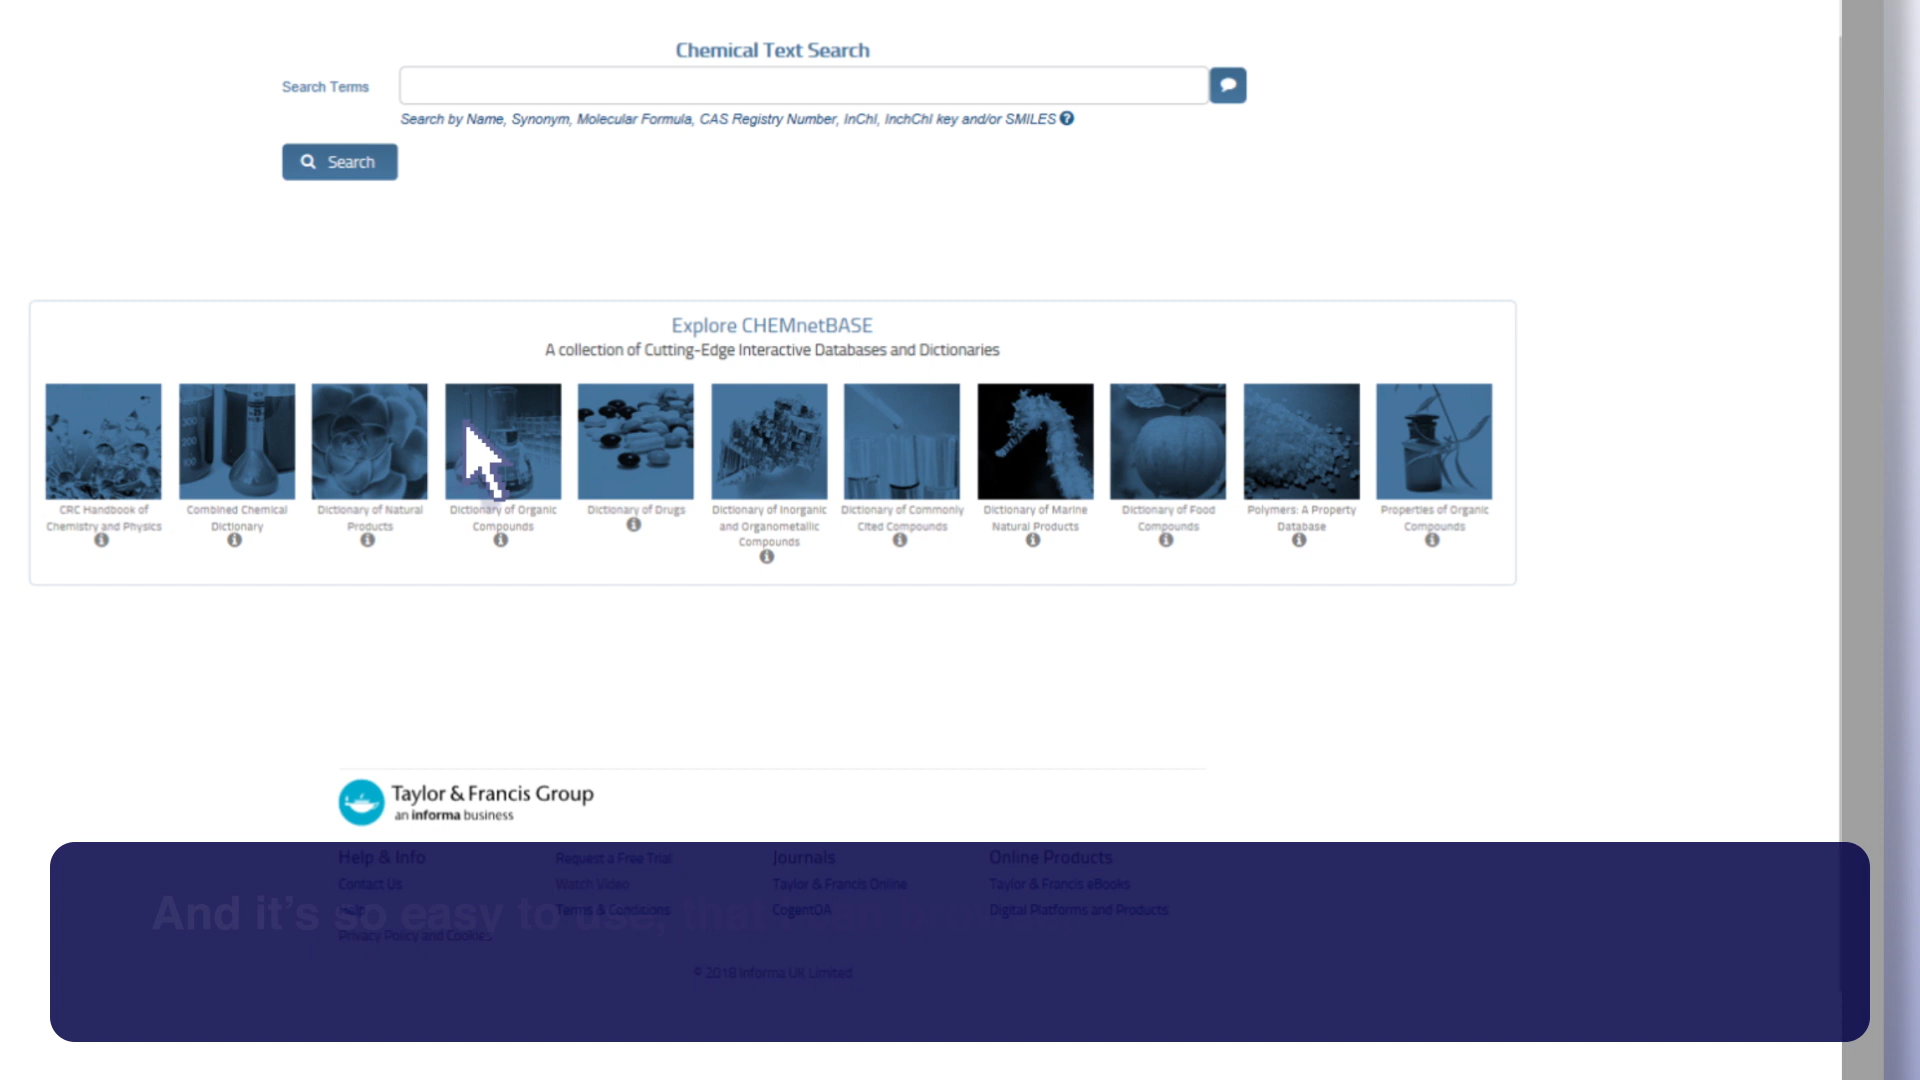 Chemical Text Search
Search Terms
Search by Name, Synonym, Molecular Formula, CAS Registry Number, InChI, InchChI key and/or SMILES
Search
Explore CHEMnetBASE
A collection of Cutting-Edge Interactive Databases and Dictionaries
CRC Handbook of
Chemistry and Physics
Combined Chemical
Dictionary
Dictionary of Natural
Products
Dictionary of Organic
Compounds
Dictionary of Drugs
Dictionary of Inorganic
and Organometallic
Compounds
Dictionary of Commonly
Cited Compounds
Dictionary of Marine
Natural Products
Dictionary of Food
Compounds
Polymers: A Property
Database
Properties of Organic
Compounds
Taylor & Francis Group
an informa business
Help & Info
Contact Us
Help
Privacy Policy and Cookies
Request a Free Trial
Watch Video
Terms & Conditions
Journals
Taylor & Francis Online
CogentOA
Online Products
Taylor & Francis eBooks
Digital Platforms and Products
And it's so easy to use, that
© 2018 Informa UK Limited